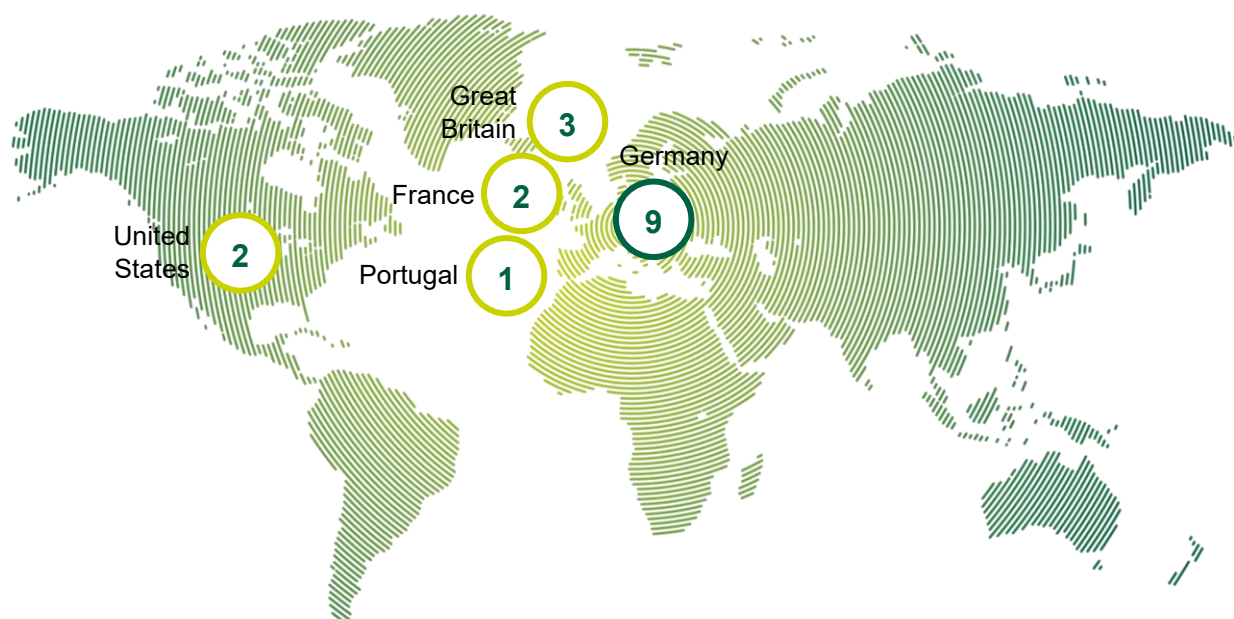 Great
Britain
3
Germany
France
2
9
United
States
2
Portugal
1